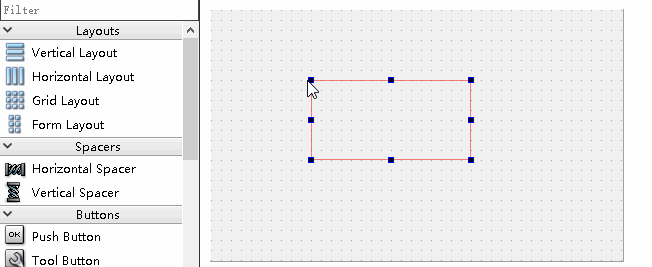 Filter
Layouts
Vertical Layout
Horizontal Layout
Grid Layout
Form Layout
Spacers
Horizontal Spacer
Vertical Spacer
Buttons
OK
Push Button
Tool Button